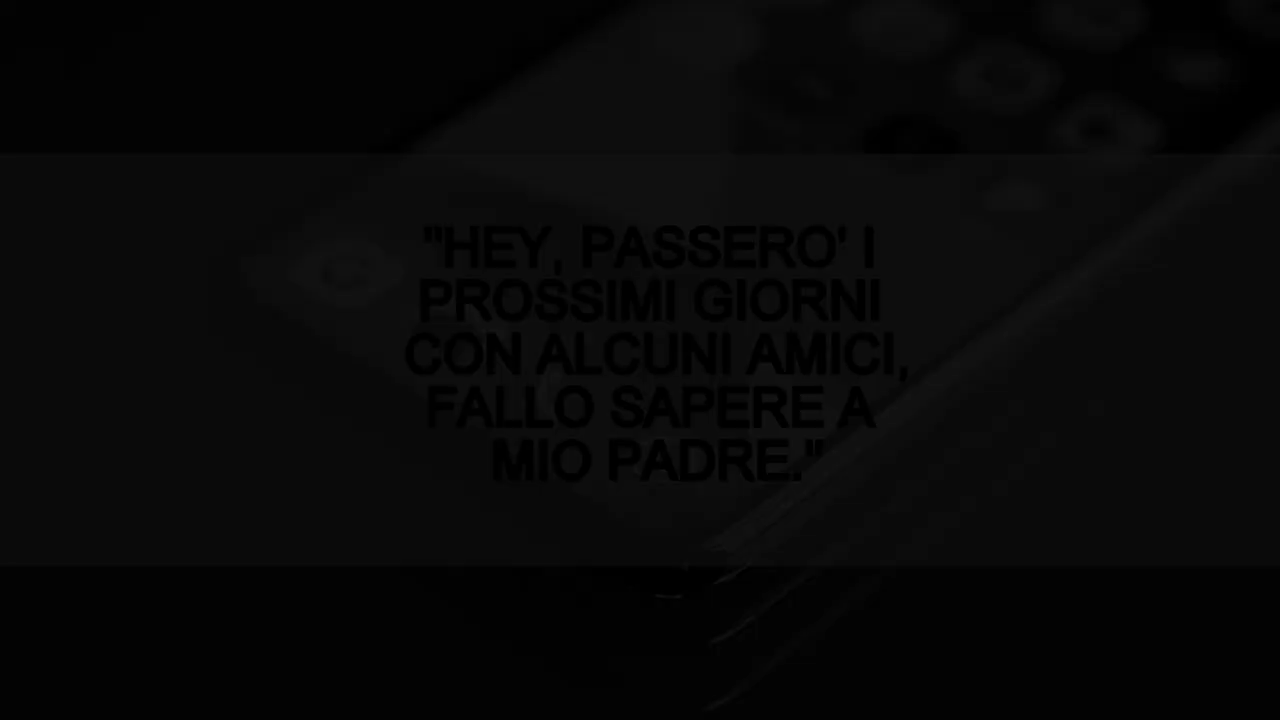 "HEY, PASSERO' I
PROSSIMI GIORNI
CON ALCUNI AMICI,
FALLO SAPERE A
MIO PADRE."